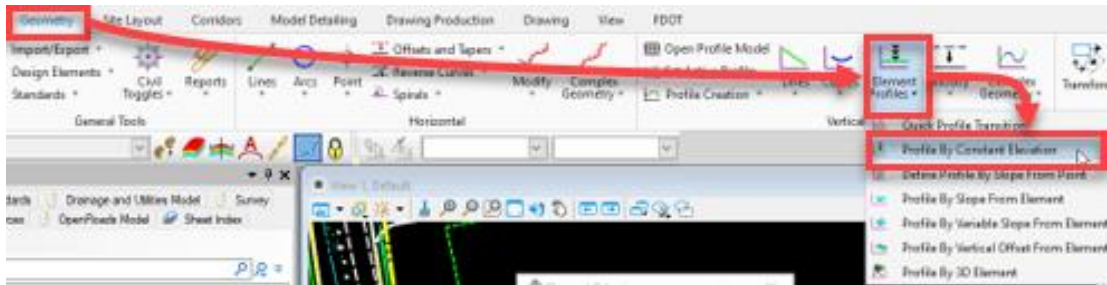 Geometry Site Layout Corridors Model Detailing Drawing Production Drawing View FDOT
Import/Export
Design Elements
Standards
Civil
Toggles
Reports
Lines
Arcs
Point
Offsets and Tapers
Reverse Curves
Spirals
Modify
Complex
Geometry
Open Profile Model
Profile Creation
Lines
Element
Profiles
Geometry
Transform
General Tools
Horizontal
Vertical
Quick Profile Transition
Profile By Constant Elevation
Define Profile By Slope From Point
Profile By Slope From Element
Profile By Variable Slope From Element
Profile By Vertical Offset From Element
Profile By 3D Element
Drainage and Utilities Model
Survey
OpenRoads Model
Sheet Index
View 1, Default